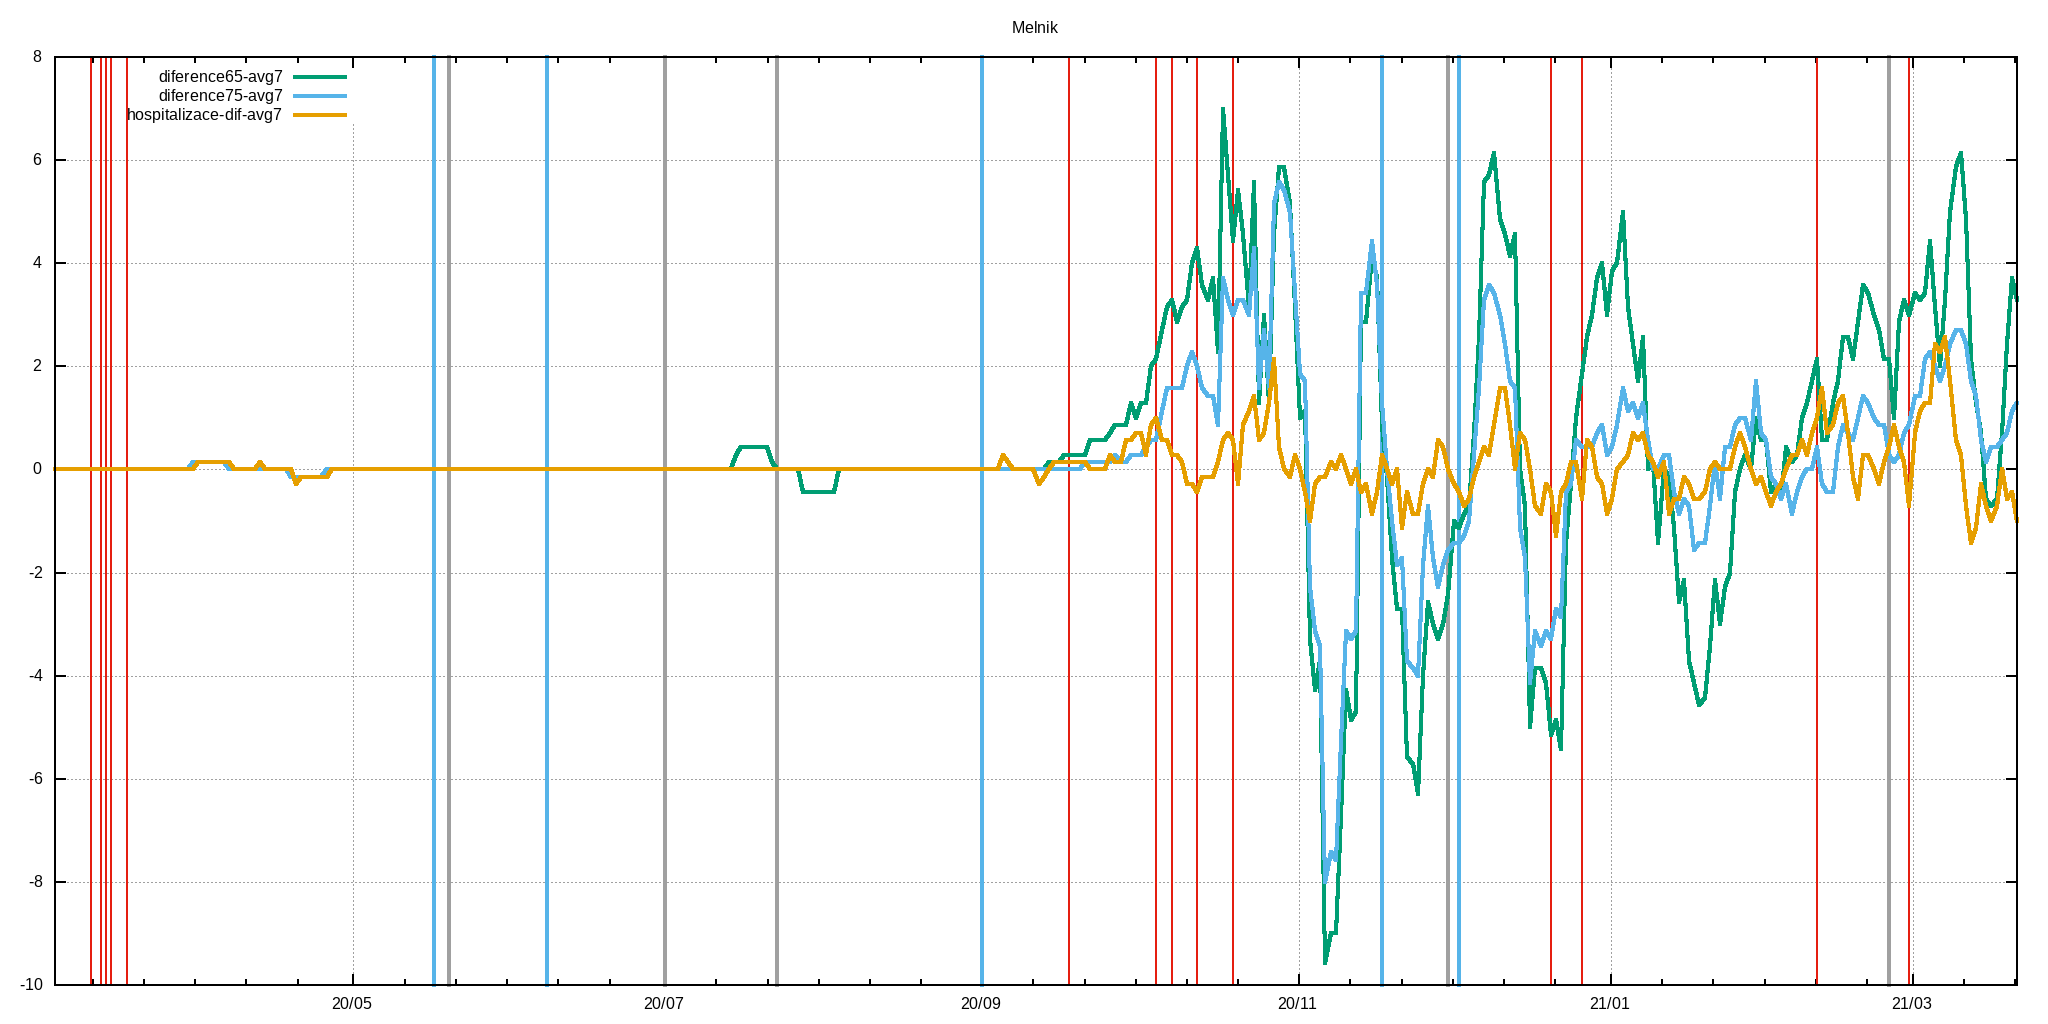 Melnik
8
diference65-avg7
diference75-avg7
hospitalizace-dif-avg7
6
4
2
0
-2
-4
-6
-8
-10
20/05 20/07 20/09 20/11 21/01 21/03